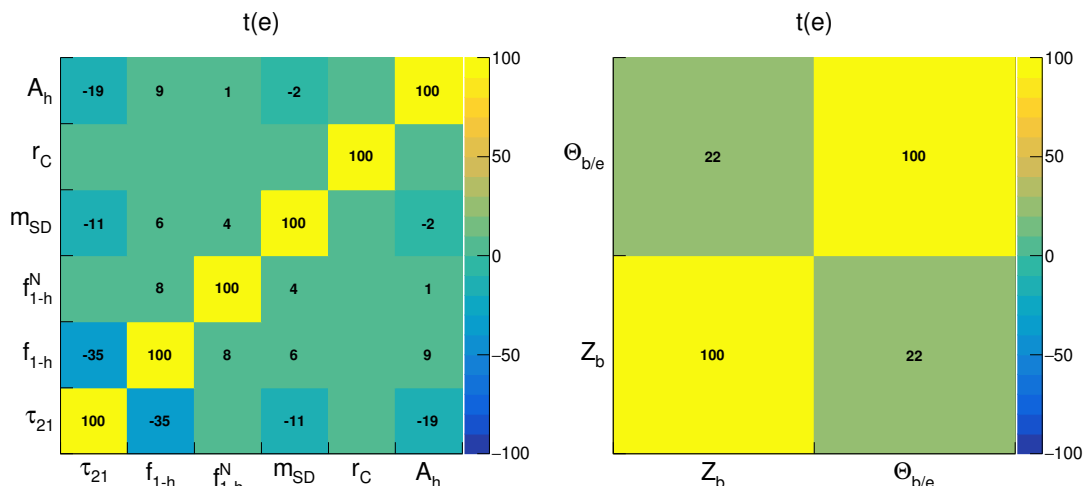 t(e)
t(e)
A_h -19 9 1 -2 100
r_C 100
m_SD -11 6 4 100 -2
f^N_1-h 8 100 4 1
f_1-h -35 100 8 6 9
τ_21 100 -35 -11 -19
τ_21 f_1-h f^N_1-h m_SD r_C A_h
100
50
0
−50
−100
Θ_b/e 22 100
Z_b 100 22
Z_b Θ_b/e
100
50
0
−50
−100